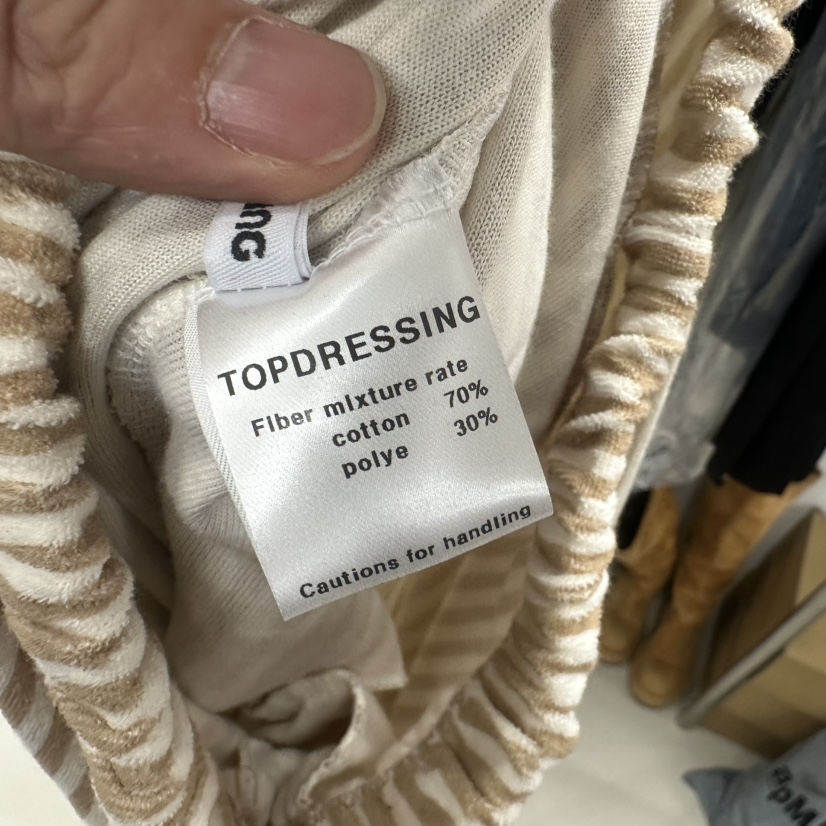 TOPDRESSING
Fiber mixture rate
cotton 70%
polye 30%
Cautions for handling